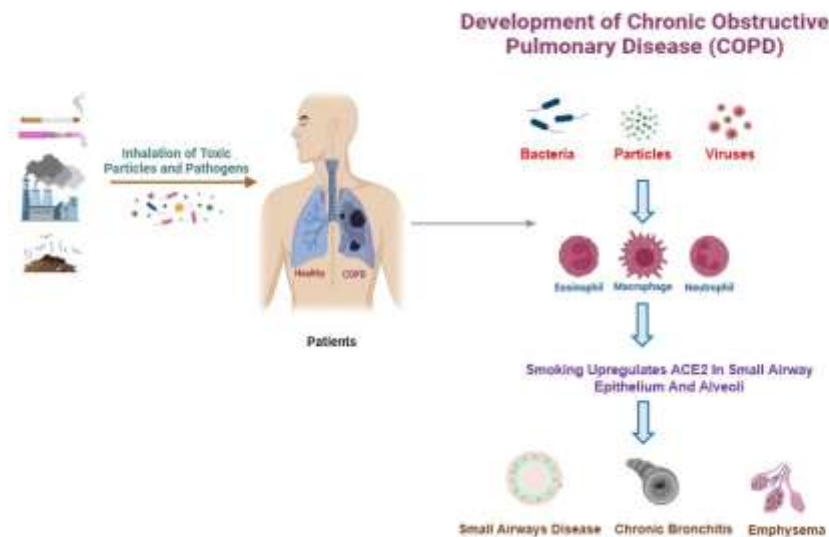 Development of Chronic Obstructive
Pulmonary Disease (COPD)
Inhalation of Toxic
Particles and Pathogens
Healthy
COPD
Patients
Bacteria
Particles
Viruses
Eosinophil
Macrophage
Neutrophil
Smoking Upregulates ACE2 In Small Airway
Epithelium And Alveoli
Small Airways Disease
Chronic Bronchitis
Emphysema